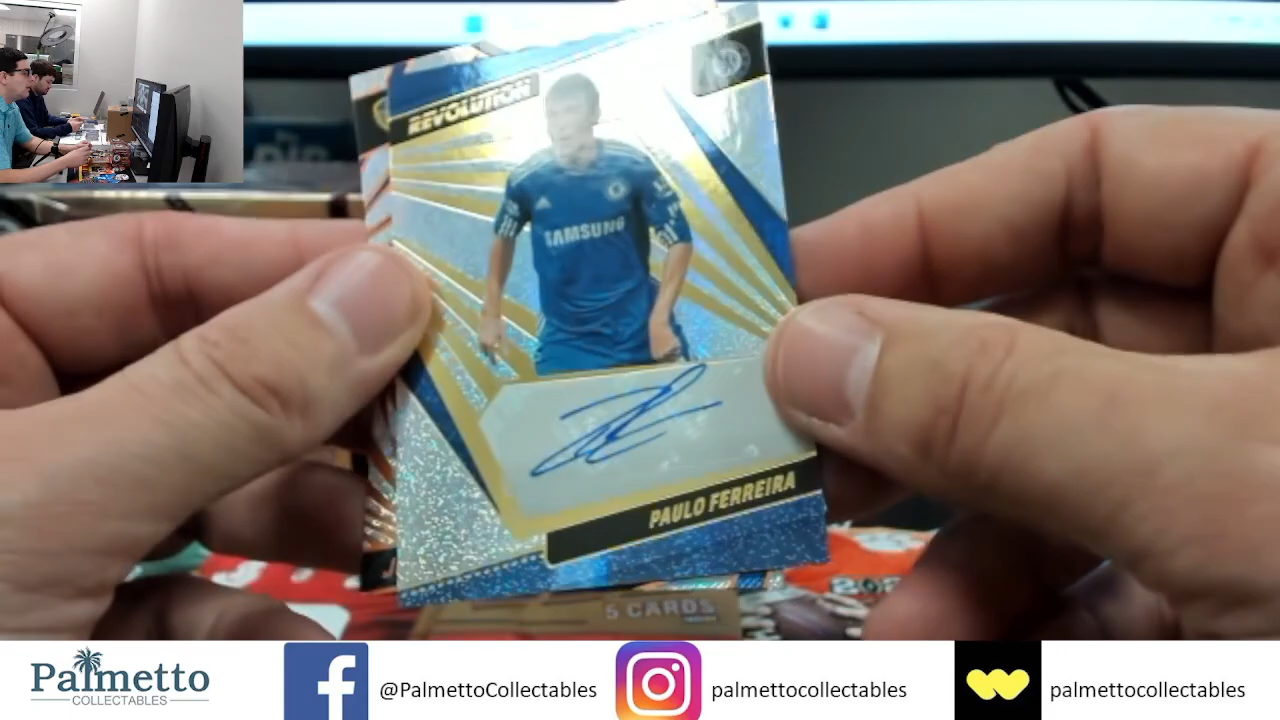 REVOLUTION
SAMSUNG
PAULO FERREIRA
5 CARDS
Palmetto
COLLECTABLES
@PalmettoCollectables
palmettocollectables
palmettocollectables